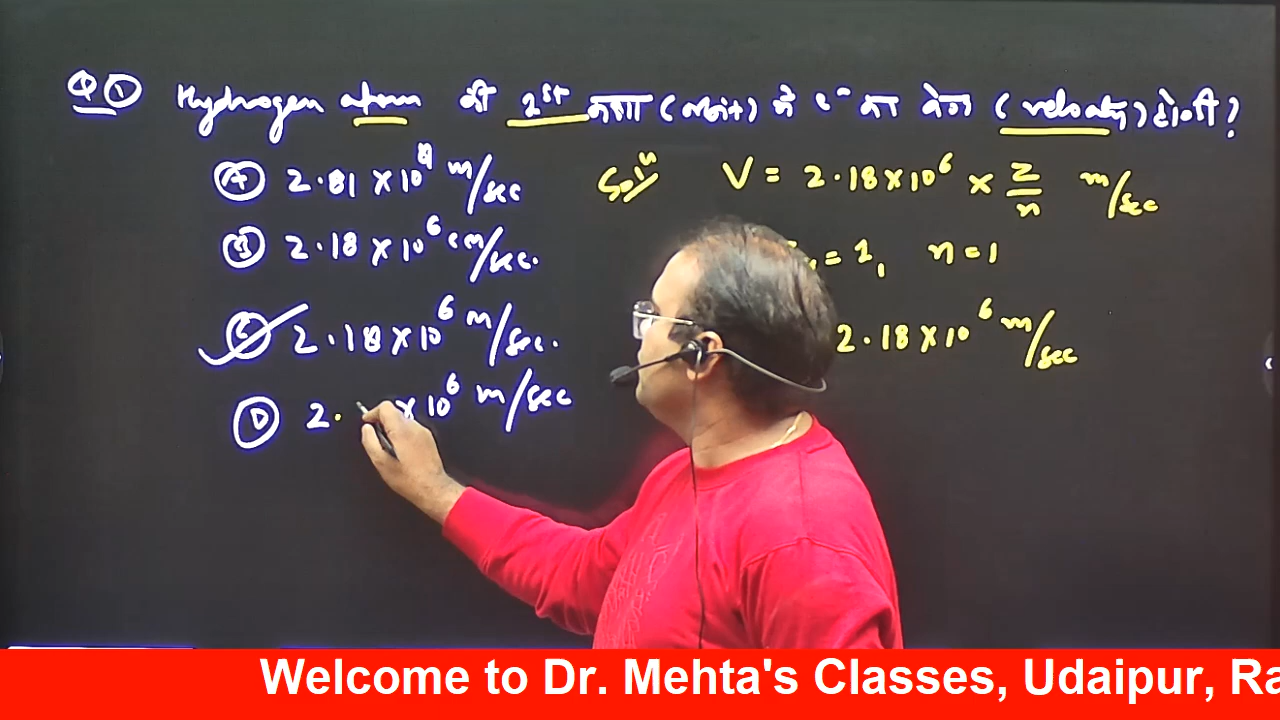 Q ① Hydrogen atom की 1st कक्षा (orbit) में e⁻ का वेग (velocity) होगी?
Ⓐ 2.81 × 10⁸ m/sec
Ⓑ 2.18 × 10⁶ cm/sec.
Ⓒ 2.18 × 10⁶ m/sec.
Ⓓ 2. × 10⁶ m/sec
Solⁿ V = 2.18 × 10⁶ × Z/n m/sec
= 1, n = 1
2.18 × 10⁶ m/sec
Welcome to Dr. Mehta's Classes, Udaipur, Ra